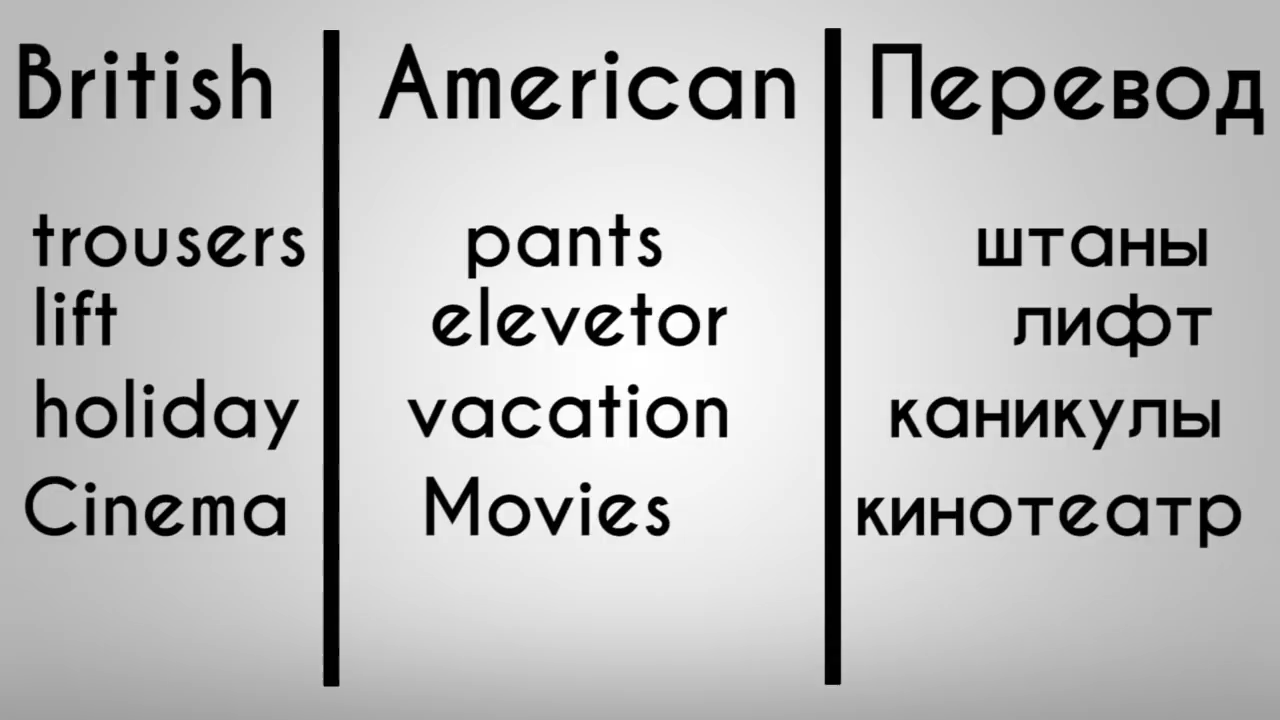 British American Перевод
trousers pants штаны
lift elevetor лифт
holiday vacation каникулы
Cinema Movies кинотеатр